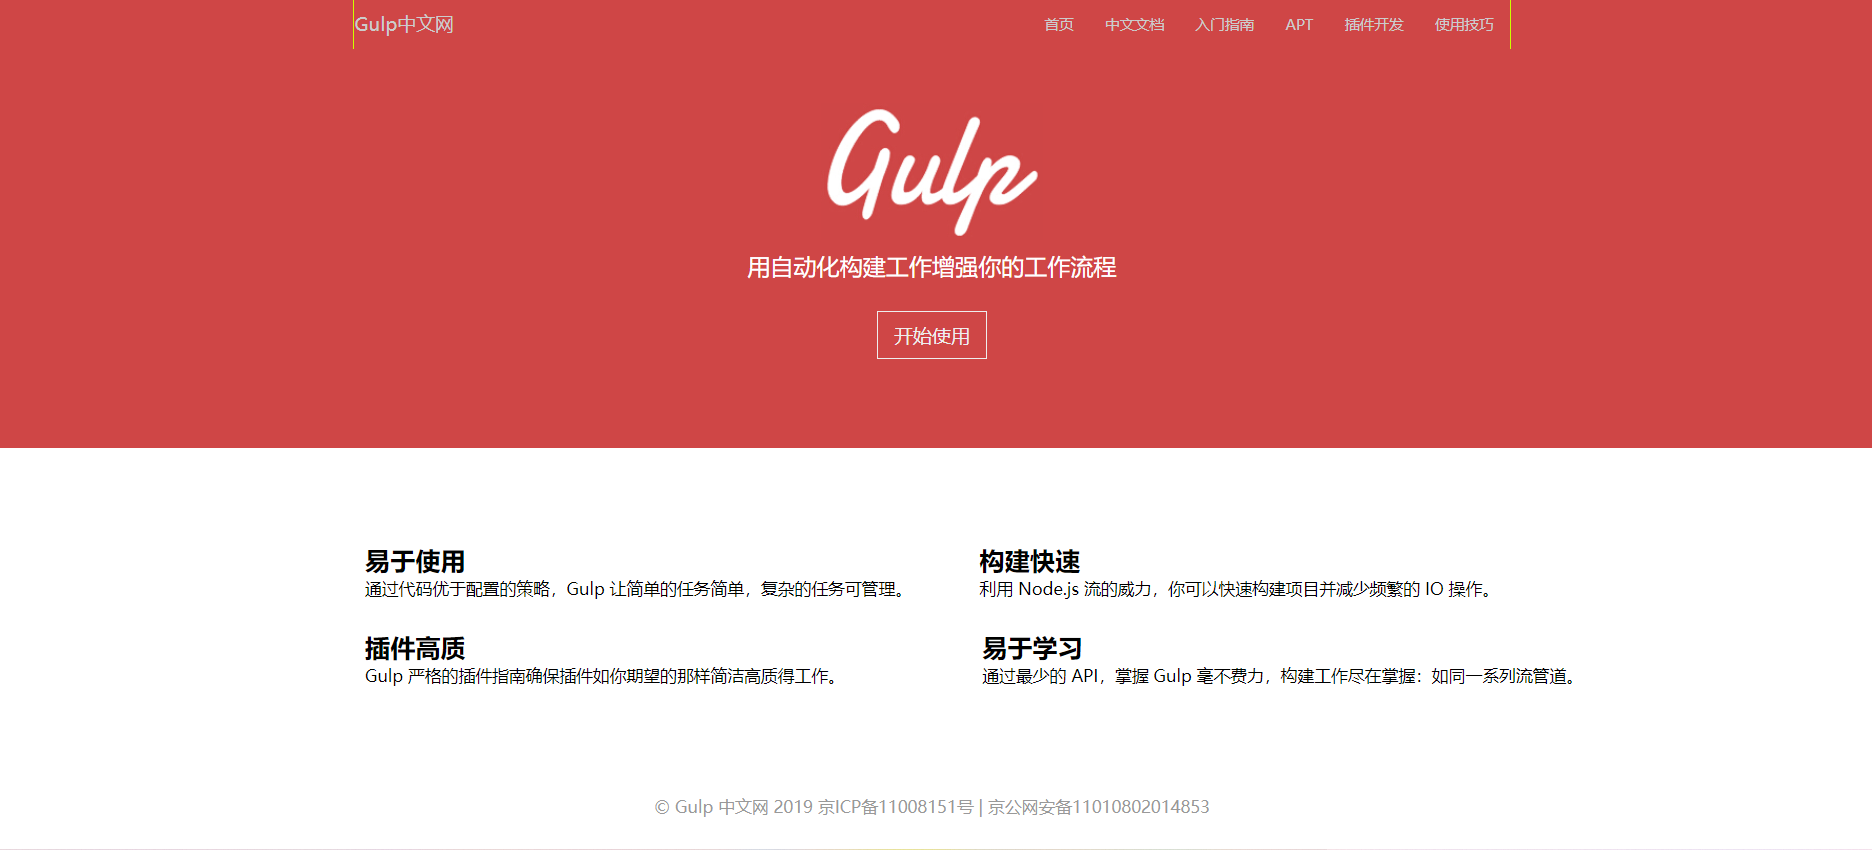 Gulp中文网 首页 中文文档 入门指南 APT 插件开发 使用技巧
Gulp
用自动化构建工作增强你的工作流程
开始使用
易于使用
通过代码优于配置的策略，Gulp 让简单的任务简单，复杂的任务可管理。
构建快速
利用 Node.js 流的威力，你可以快速构建项目并减少频繁的 IO 操作。
插件高质
Gulp 严格的插件指南确保插件如你期望的那样简洁高质得工作。
易于学习
通过最少的 API，掌握 Gulp 毫不费力，构建工作尽在掌握：如同一系列流管道。
© Gulp 中文网 2019 京ICP备11008151号 | 京公网安备11010802014853